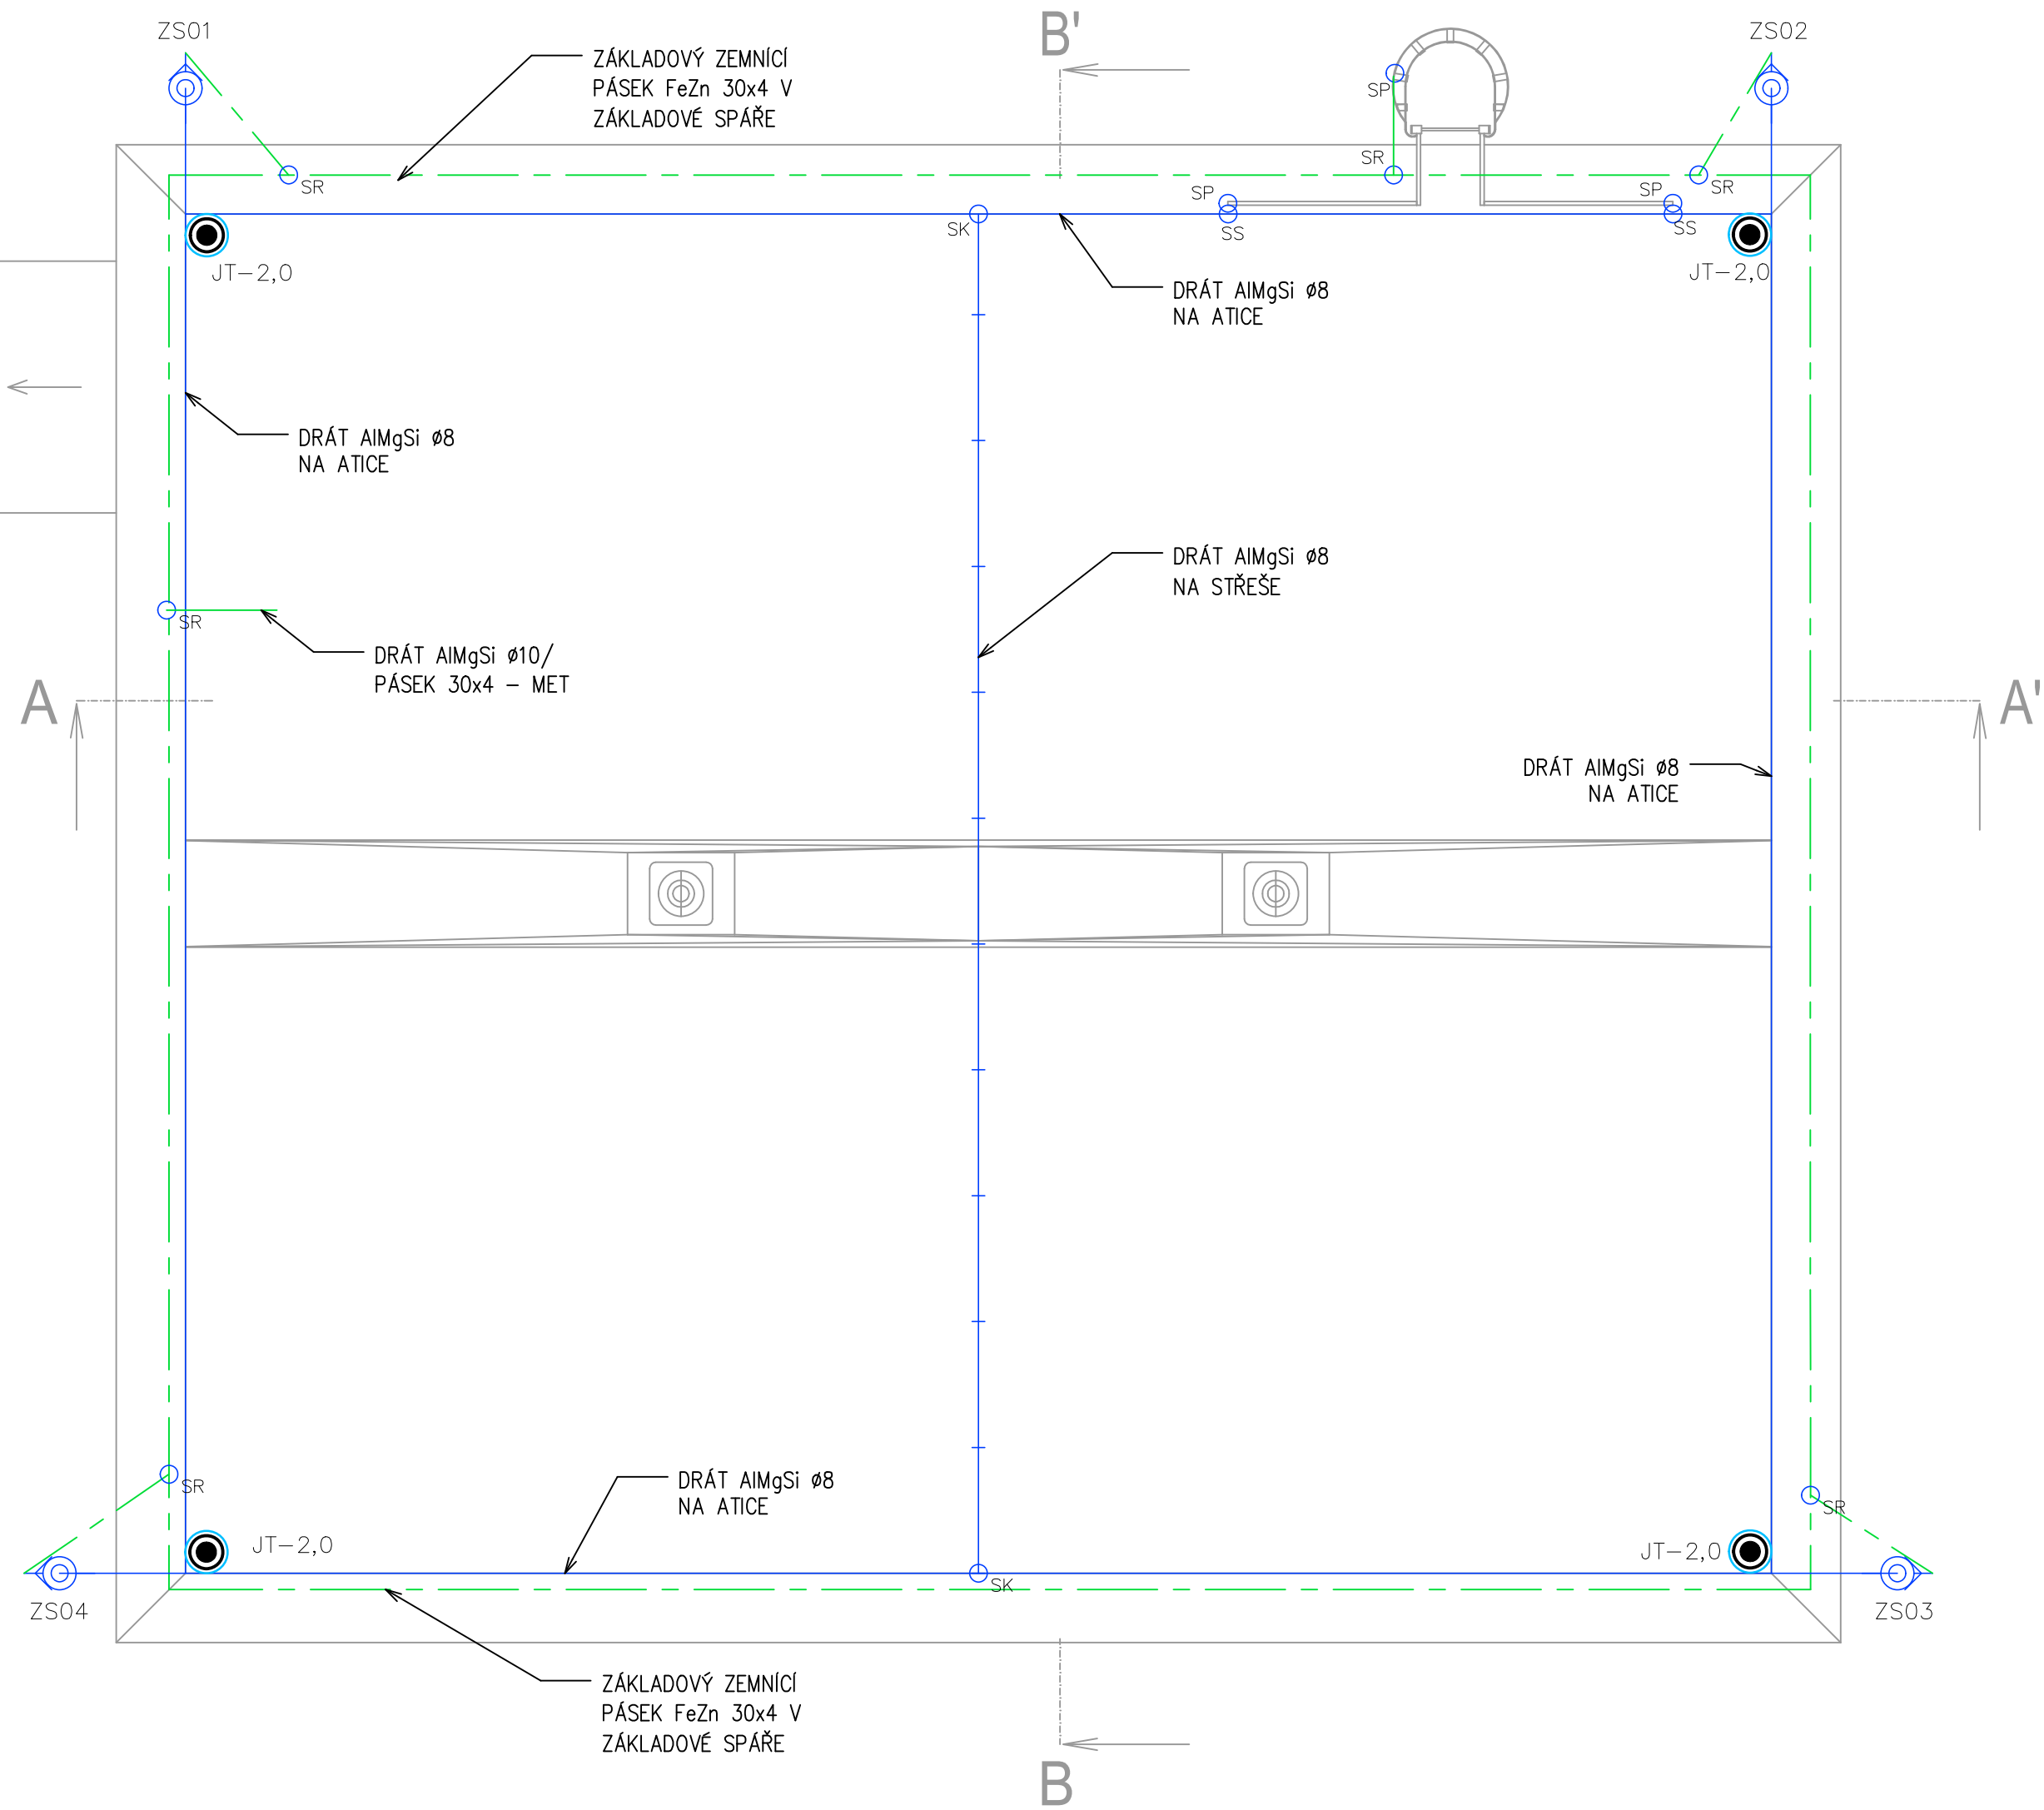 B'
ZS01
ZS02
ZÁKLADOVÝ ZEMNÍCÍ
PÁSEK FeZn 30x4 V
ZÁKLADOVÉ SPÁŘE
SP
SR
SR
SP
SP
SR
SK
SS
SS
JT-2,0
JT-2,0
DRÁT AlMgSi ø8
NA ATICE
DRÁT AlMgSi ø8
NA ATICE
DRÁT AlMgSi ø8
NA STŘEŠE
SR
DRÁT AlMgSi ø10/
PÁSEK 30x4 - MET
A
A'
DRÁT AlMgSi ø8
NA ATICE
DRÁT AlMgSi ø8
NA ATICE
SR
SR
JT-2,0
JT-2,0
SK
ZS04
ZS03
ZÁKLADOVÝ ZEMNÍCÍ
PÁSEK FeZn 30x4 V
ZÁKLADOVÉ SPÁŘE
B